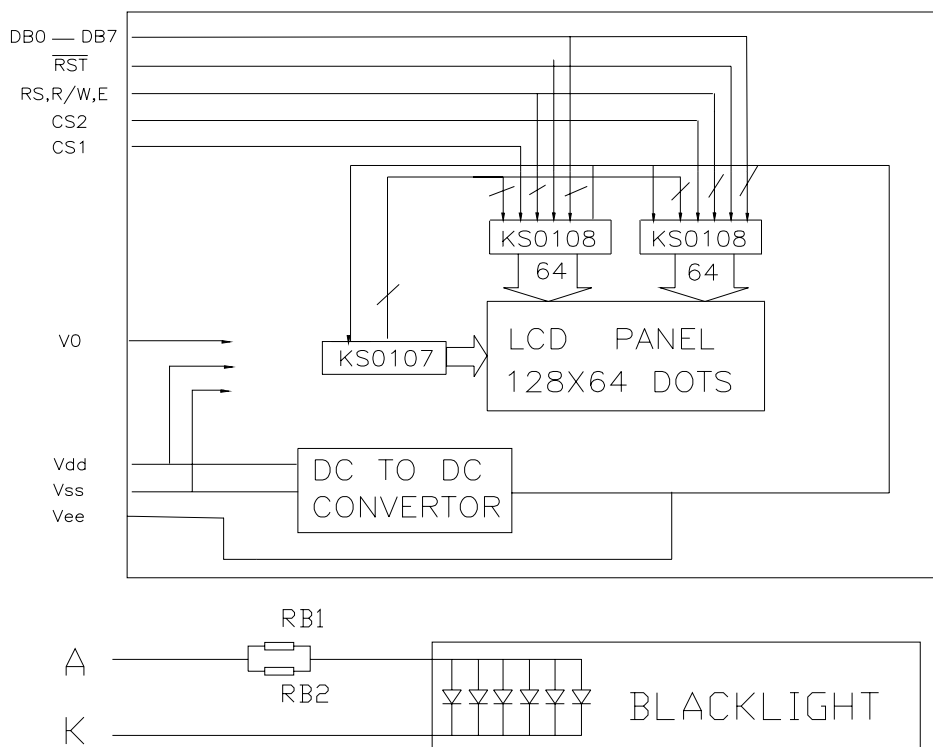 DB0 — DB7
RST
RS,R/W,E
CS2
CS1
KS0108 KS0108
64 64
V0
KS0107
LCD PANEL
128X64 DOTS
Vdd
Vss
Vee
DC TO DC
CONVERTOR
RB1
A
RB2
K
BLACKLIGHT